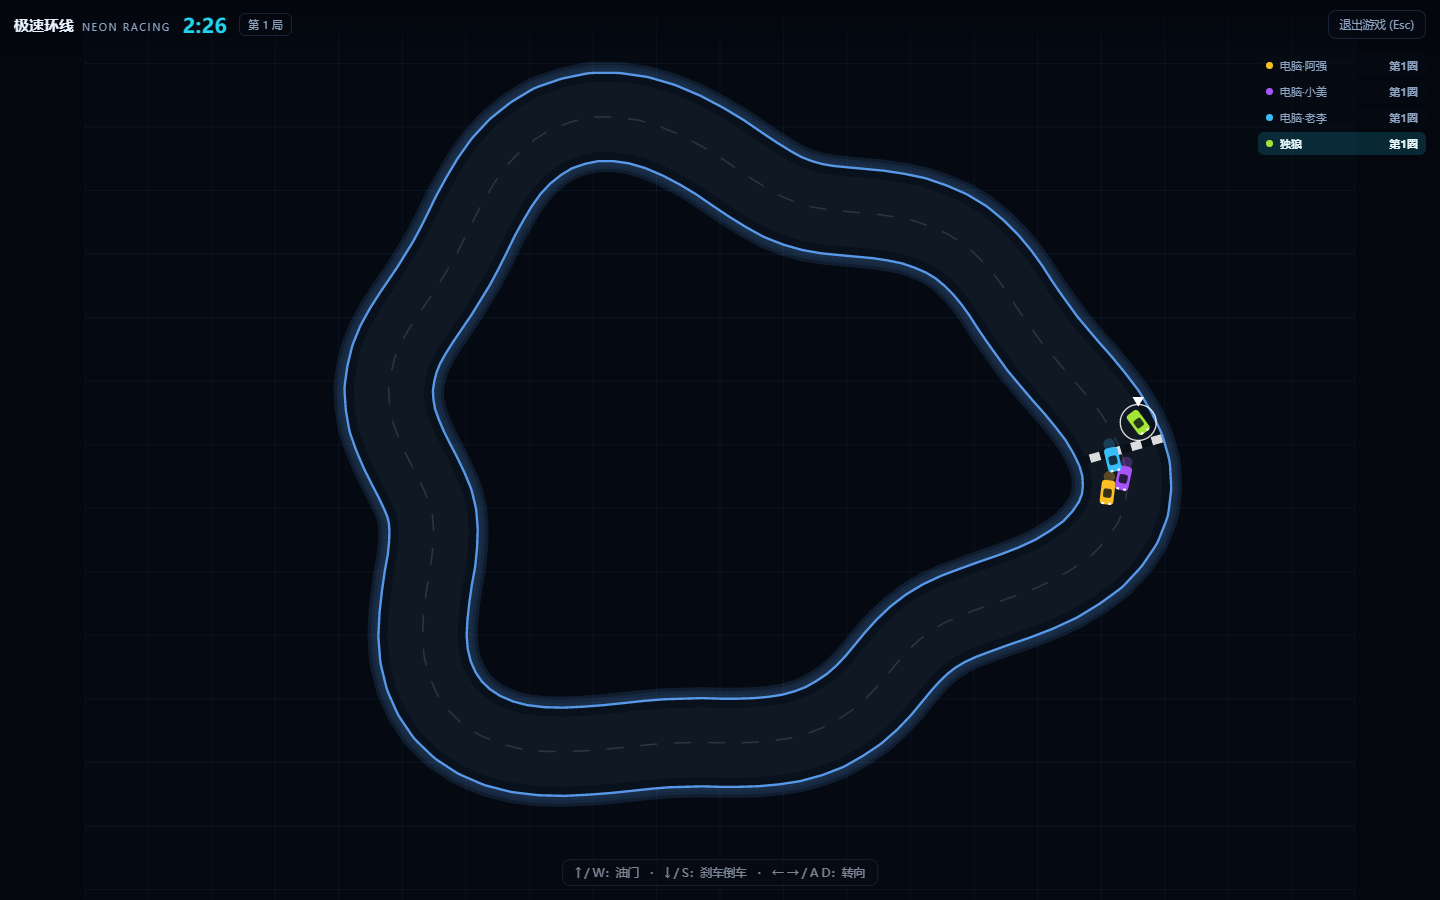 极速环线 NEON RACING 2:26 第 1 局
退出游戏 (Esc)
电脑·阿强 第1圈
电脑·小美 第1圈
电脑·老李 第1圈
独狼 第1圈
↑/W: 油门 · ↓/S: 刹车倒车 · ←→/A D: 转向